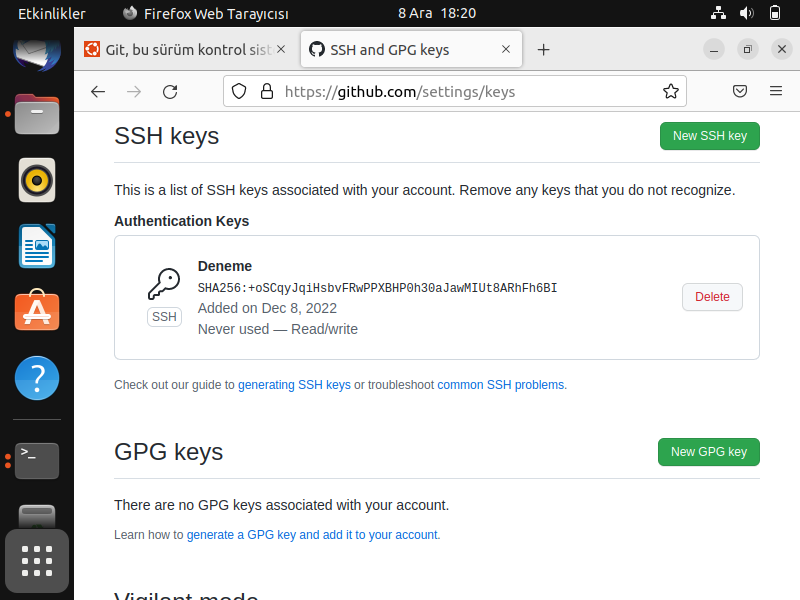 Etkinlikler
Firefox Web Tarayıcısı
8 Ara 18:20
Git, bu sürüm kontrol sist
SSH and GPG keys
https://github.com/settings/keys
SSH keys
New SSH key
This is a list of SSH keys associated with your account. Remove any keys that you do not recognize.
Authentication Keys
Deneme
SHA256:+oSCqyJqiHsbvFRwPPXBHP0h30aJawMIUt8ARhFh6BI
Added on Dec 8, 2022
Never used — Read/write
SSH
Delete
Check out our guide to generating SSH keys or troubleshoot common SSH problems.
GPG keys
New GPG key
There are no GPG keys associated with your account.
Learn how to generate a GPG key and add it to your account.
Vigilant mode